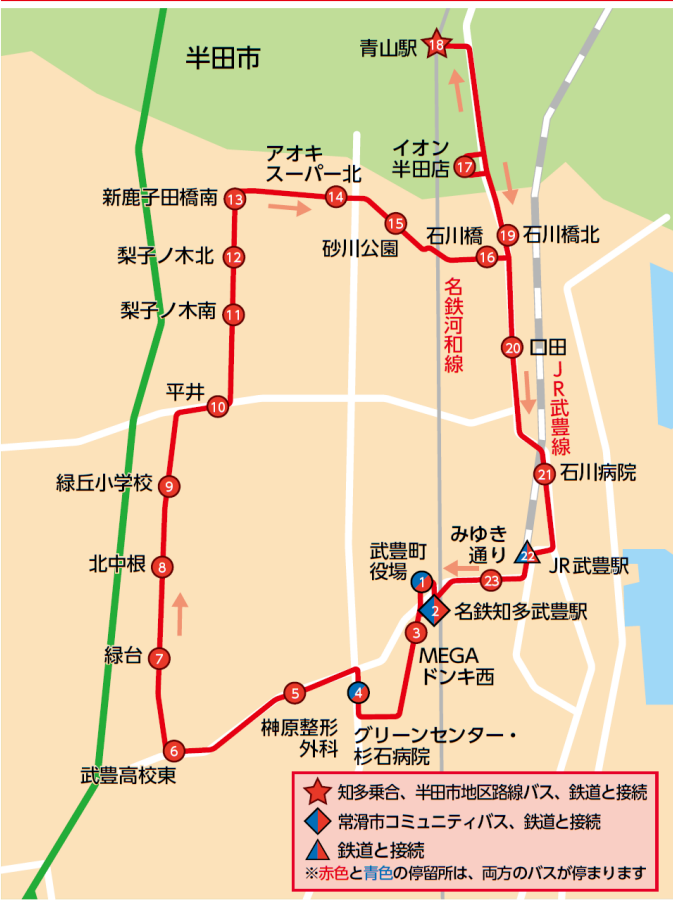 半田市
青山駅
18
イオン
半田店
17
アオキ
スーパー北
14
新鹿子田橋南
13
15
砂川公園
石川橋
16
19
石川橋北
梨子ノ木北
12
梨子ノ木南
11
名鉄河和線
20
口田
JR武豊線
平井
10
21
石川病院
緑丘小学校
9
みゆき
通り
23
22
JR武豊駅
武豊町
役場
1
北中根
8
2
名鉄知多武豊駅
3
MEGA
ドンキ西
緑台
7
5
榊原整形
外科
4
グリーンセンター・
杉石病院
6
武豊高校東
知多乗合、半田市地区路線バス、鉄道と接続
常滑市コミュニティバス、鉄道と接続
鉄道と接続
※赤色と青色の停留所は、両方のバスが停まります